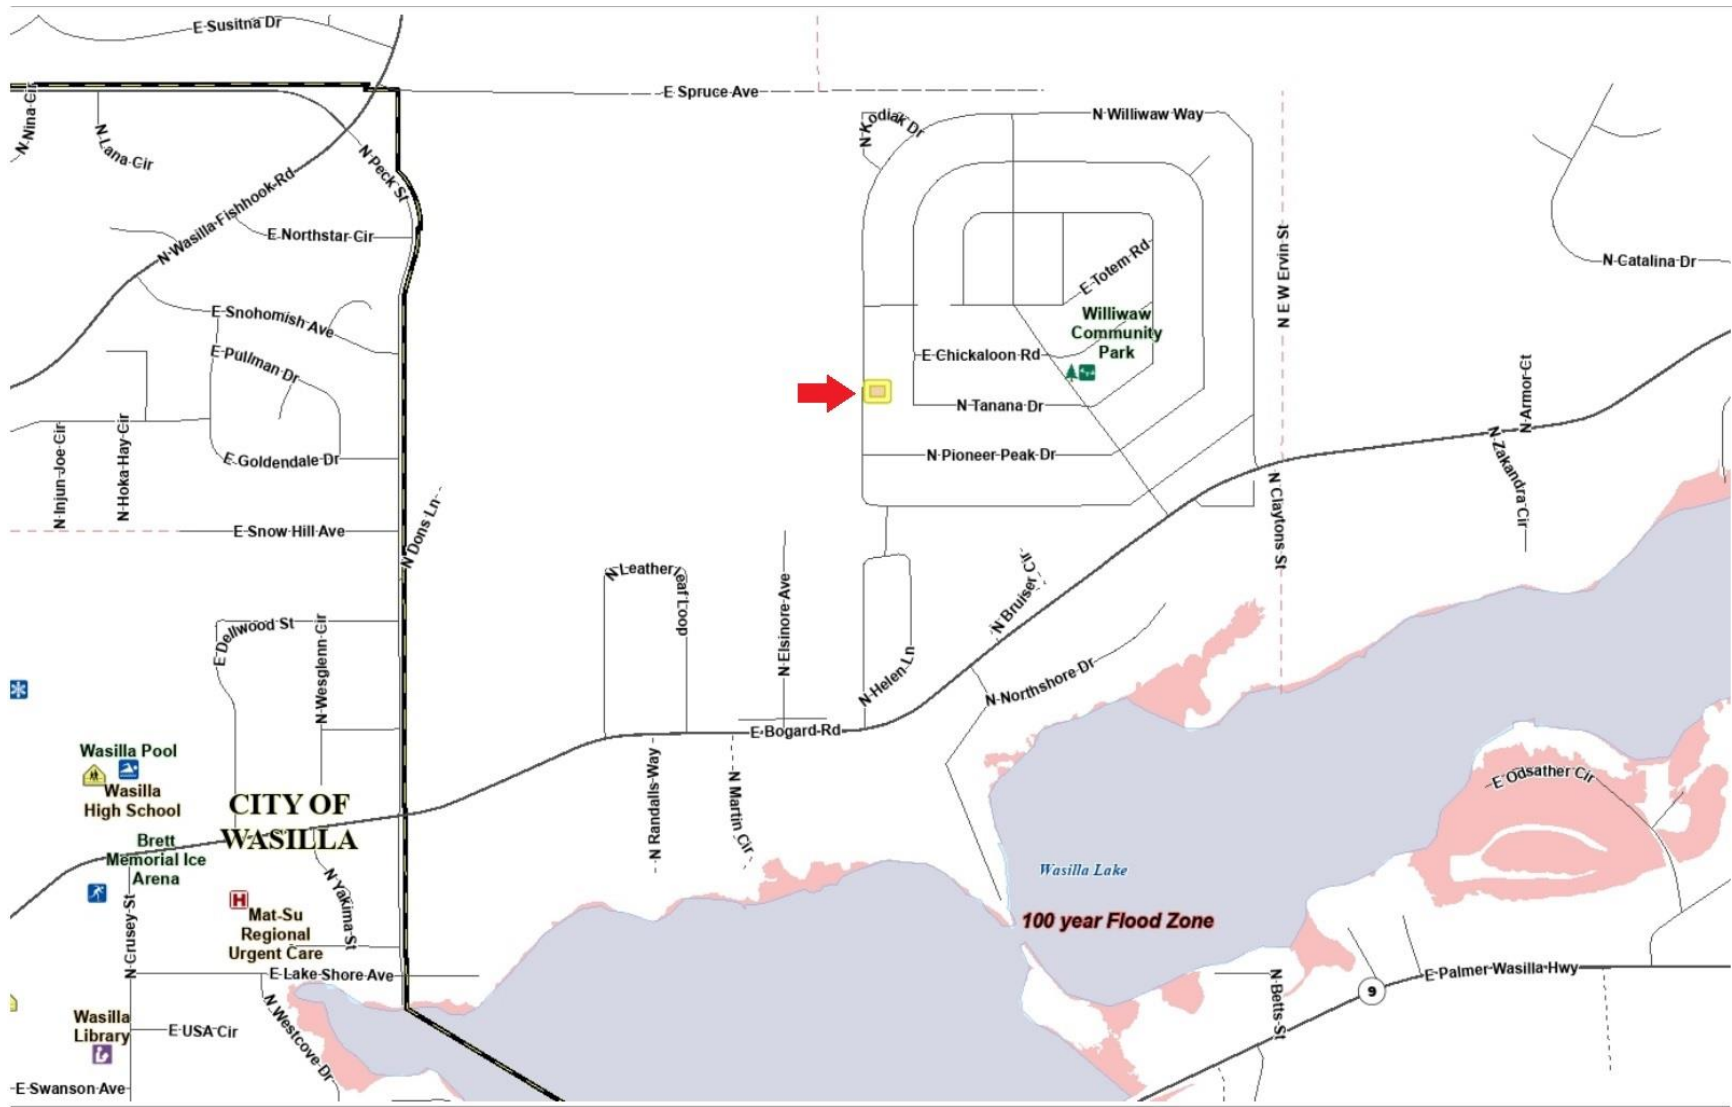 E Susitna Dr
E Spruce Ave
N Nina Cir
N Lana Cir
N Kodiak Dr
N Williwaw Way
N Peck St
N Wasilla-Fishhook Rd
E Northstar Cir
E Totem Rd
N E W Ervin St
N Catalina Dr
E Snohomish Ave
Williwaw
Community
Park
E Pullman Dr
E Chickaloon Rd
N Tanana Dr
N Armor Ct
N Injun Joe Cir
N Hoka Hay Cir
E Goldendale Dr
N Pioneer Peak Dr
N Zakandra Cir
N Claytons St
E Snow Hill Ave
N Dons Ln
N Leather Leaf Loop
N Elsinore Ave
N Bruiser Cir
E Dellwood St
N Wesglenn Cir
N Helen Ln
N Northshore Dr
E Bogard Rd
Wasilla Pool
Wasilla
High School
CITY OF
WASILLA
N Randalls Way
N Martin Cir
E Odsather Cir
Brett
Memorial Ice
Arena
N Yakima St
Wasilla Lake
H
Mat-Su
Regional
Urgent Care
100 year Flood Zone
N Crusey St
E Lake Shore Ave
E Palmer Wasilla Hwy
9
N Betts St
Wasilla
Library
E USA Cir
N Westcove Dr
E Swanson Ave